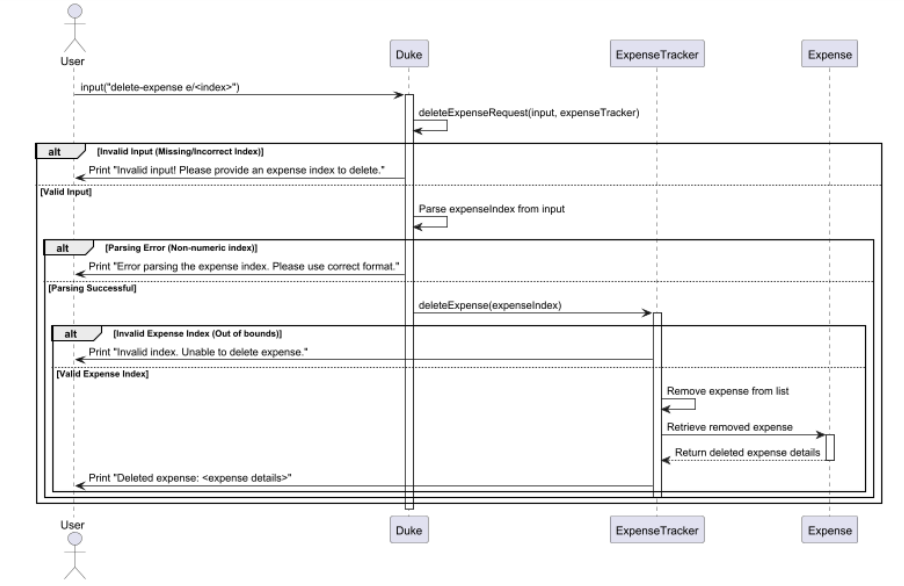 User
Duke
ExpenseTracker
Expense
input("delete-expense e/<index>")
deleteExpenseRequest(input, expenseTracker)
alt
[Invalid Input (Missing/Incorrect Index)]
Print "Invalid input! Please provide an expense index to delete."
[Valid Input]
Parse expenseIndex from input
alt
[Parsing Error (Non-numeric index)]
Print "Error parsing the expense index. Please use correct format."
[Parsing Successful]
deleteExpense(expenseIndex)
alt
[Invalid Expense Index (Out of bounds)]
Print "Invalid index. Unable to delete expense."
[Valid Expense Index]
Remove expense from list
Retrieve removed expense
Return deleted expense details
Print "Deleted expense: <expense details>"
User
Duke
ExpenseTracker
Expense